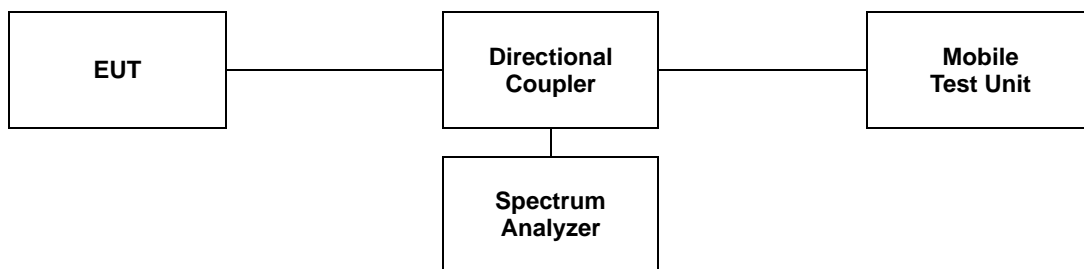 EUT
Directional
Coupler
Mobile
Test Unit
Spectrum
Analyzer